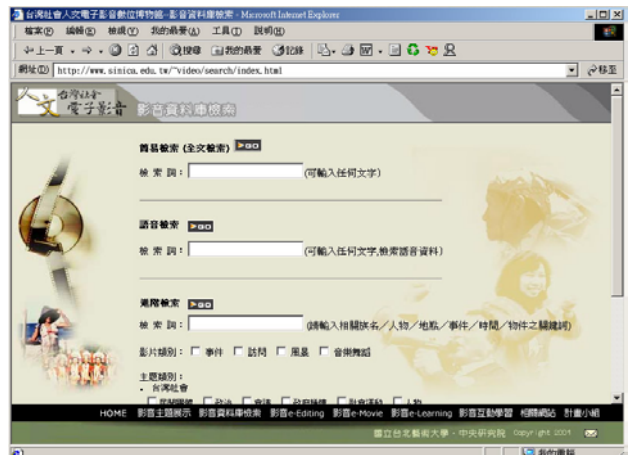 台灣社會人文電子影音數位博物館--影音資料庫檢索 - Microsoft Internet Explorer
檔案(F) 編輯(E) 檢視(V) 我的最愛(A) 工具(T) 說明(H)
上一頁 搜尋 我的最愛 記錄
網址(D) http://www.sinica.edu.tw/~video/search/index.html 移至
人文 台灣社會 電子影音 影音資料庫檢索
簡易檢索 (全文檢索) GO
檢 索 詞： (可輸入任何文字)
語音檢索 GO
檢 索 詞： (可輸入任何文字,檢索語音資料)
進階檢索 GO
檢 索 詞： (請輸入相關族名／人物／地點／事件／時間／物件之關鍵詞)
影片類別： 事件 訪問 風景 音樂舞蹈
主題類別：
• 台灣社會
政治 會議 社會運動 人物
HOME 影音主題展示 影音資料庫檢索 影音e-Editing 影音e-Movie 影音e-Learning 影音互動學習 相關網站 計畫小組
國立台北藝術大學 · 中央研究院 Copyright 2001
我的電腦